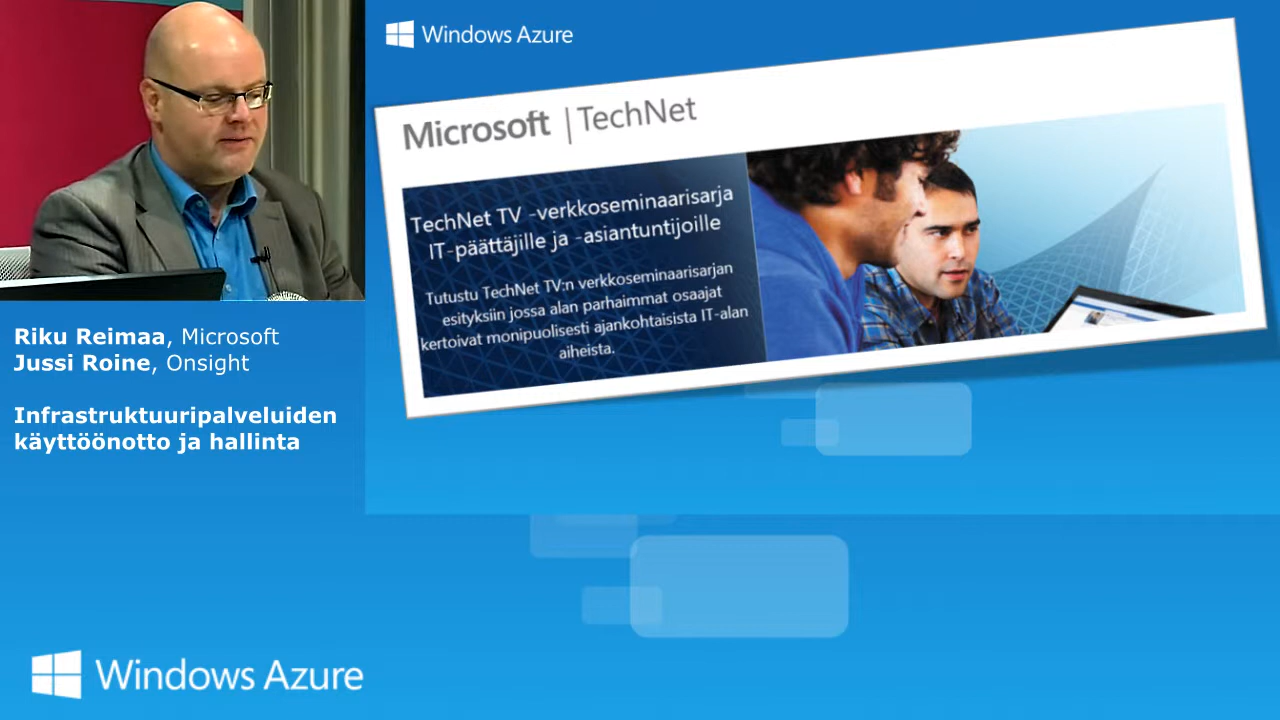 Windows Azure
Microsoft | TechNet
TechNet TV -verkkoseminaarisarja
IT-päättäjille ja -asiantuntijoille
Tutustu TechNet TV:n verkkoseminaarisarjan
esityksiin jossa alan parhaimmat osaajat
kertoivat monipuolisesti ajankohtaisista IT-alan
aiheista.
Riku Reimaa, Microsoft
Jussi Roine, Onsight
Infrastruktuuripalveluiden
käyttöönotto ja hallinta
Windows Azure